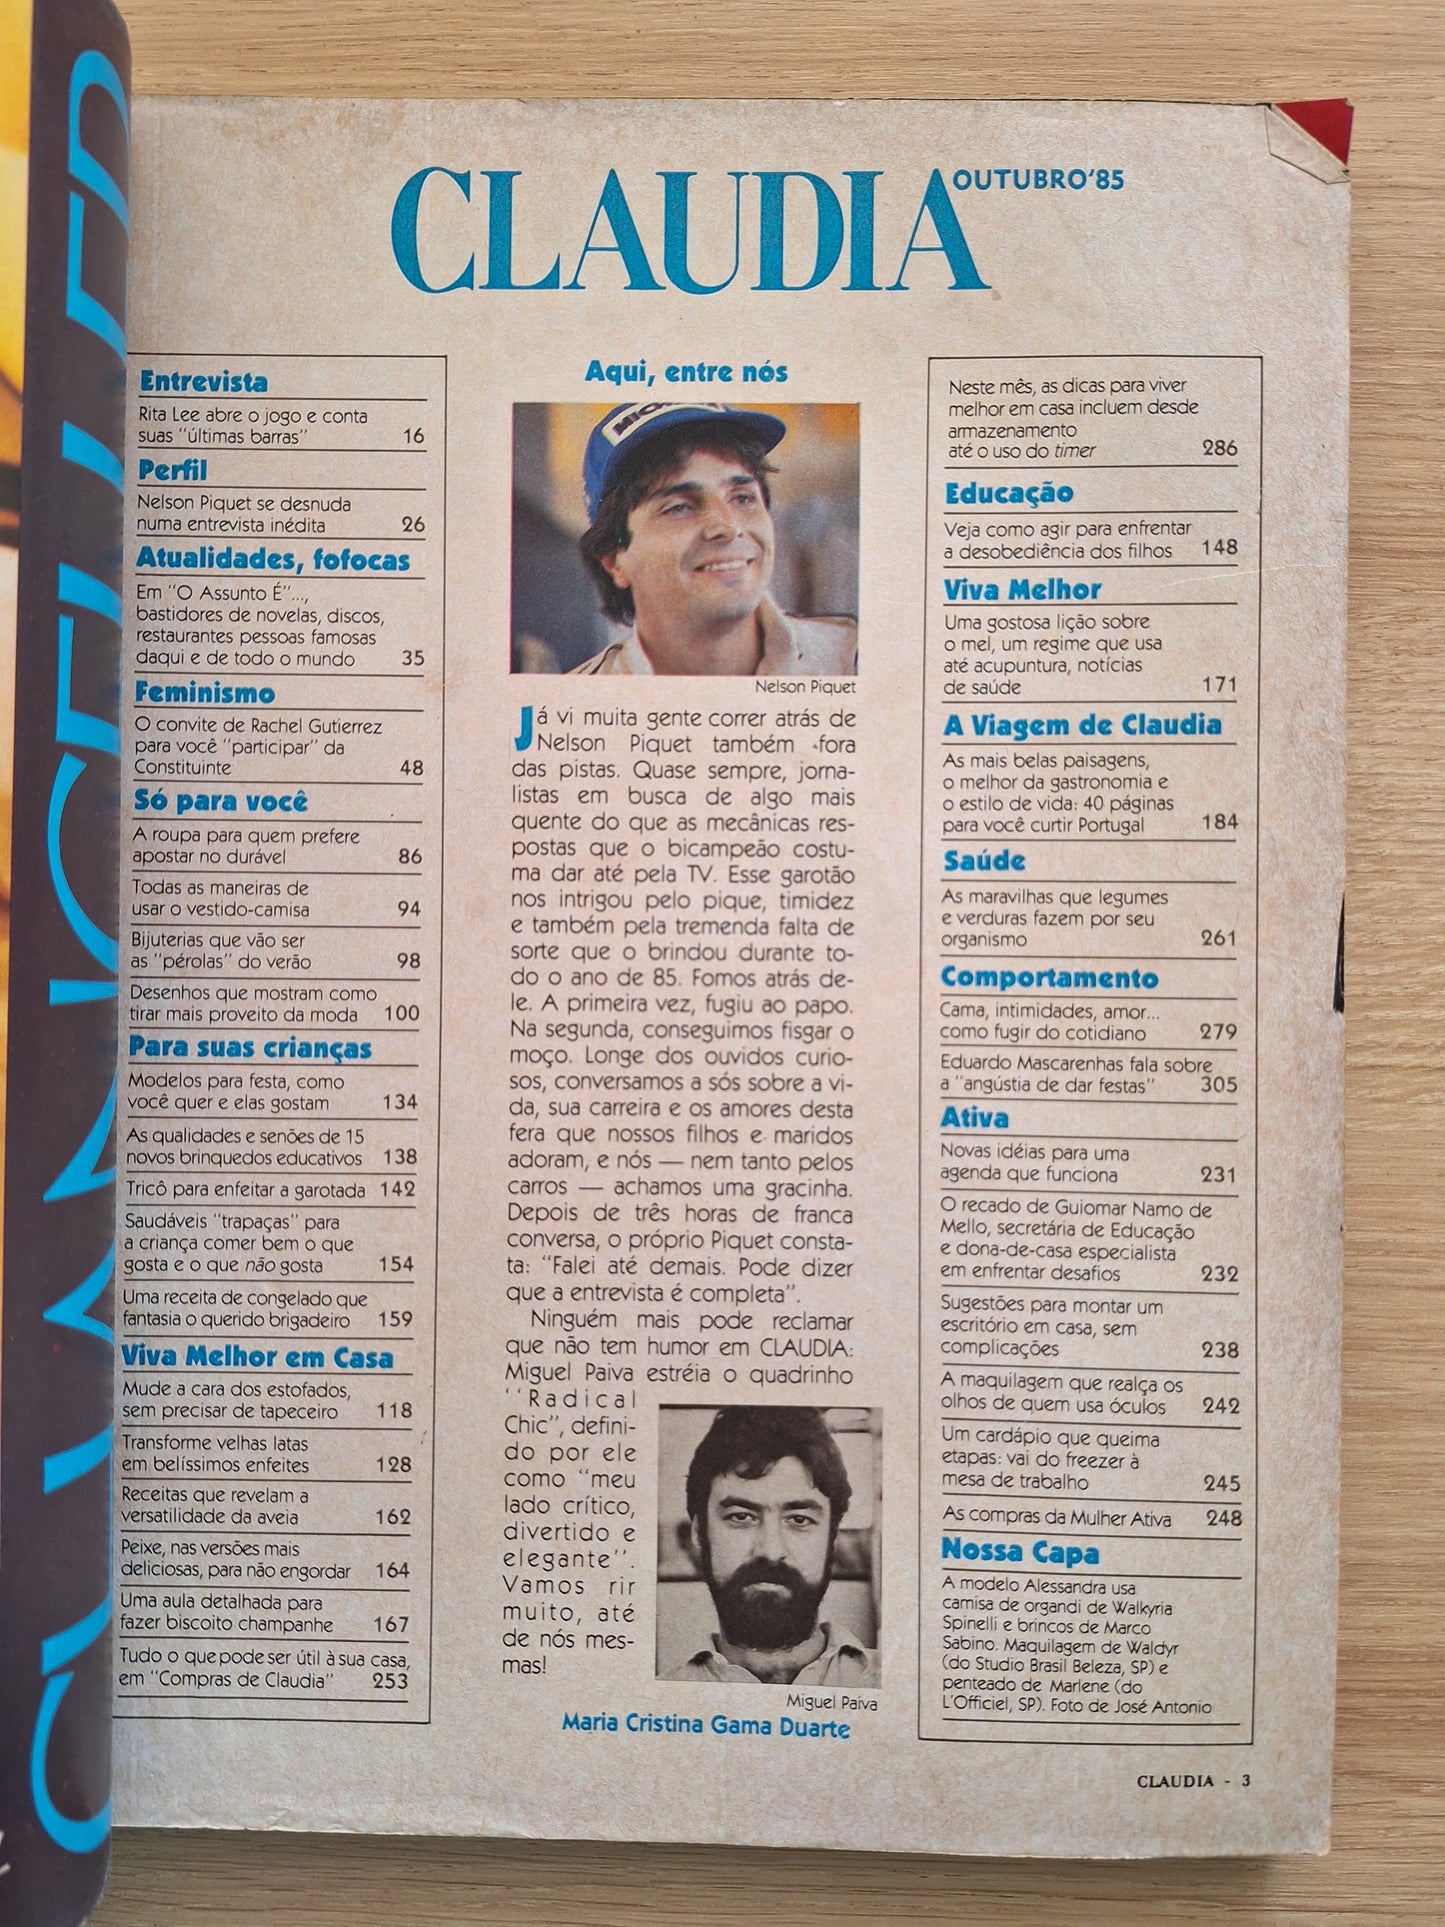 CLAUDIA
OUTUBRO'85
Entrevista
Rita Lee abre o jogo e conta
suas "últimas barras" 16
Perfil
Nelson Piquet se desnuda
numa entrevista inédita 26
Atualidades, fofocas
Em "O Assunto É"...,
bastidores de novelas, discos,
restaurantes pessoas famosas
daqui e de todo o mundo 35
Feminismo
O convite de Rachel Gutierrez
para você "participar" da
Constituinte 48
Só para você
A roupa para quem prefere
apostar no durável 86
Todas as maneiras de
usar o vestido-camisa 94
Bijuterias que vão ser
as "pérolas" do verão 98
Desenhos que mostram como
tirar mais proveito da moda 100
Para suas crianças
Modelos para festa, como
você quer e elas gostam 134
As qualidades e senões de 15
novos brinquedos educativos 138
Tricô para enfeitar a garotada 142
Saudáveis "trapaças" para
a criança comer bem o que
gosta e o que não gosta 154
Uma receita de congelado que
fantasia o querido brigadeiro 159
Viva Melhor em Casa
Mude a cara dos estofados,
sem precisar de tapeceiro 118
Transforme velhas latas
em belíssimos enfeites 128
Receitas que revelam a
versatilidade da aveia 162
Peixe, nas versões mais
deliciosas, para não engordar 164
Uma aula detalhada para
fazer biscoito champanhe 167
Tudo o que pode ser útil à sua casa,
em "Compras de Claudia" 253
Aqui, entre nós
MICHE
Nelson Piquet
Já vi muita gente correr atrás de
Nelson Piquet também fora
das pistas. Quase sempre, jorna-
listas em busca de algo mais
quente do que as mecânicas res-
postas que o bicampeão costu-
ma dar até pela TV. Esse garotão
nos intrigou pelo pique, timidez
e também pela tremenda falta de
sorte que o brindou durante to-
do o ano de 85. Fomos atrás de-
le. A primeira vez, fugiu ao papo.
Na segunda, conseguimos fisgar o
moço. Longe dos ouvidos curio-
sos, conversamos a sós sobre a vi-
da, sua carreira e os amores desta
fera que nossos filhos e maridos
adoram, e nós — nem tanto pelos
carros — achamos uma gracinha.
Depois de três horas de franca
conversa, o próprio Piquet consta-
ta: "Falei até demais. Pode dizer
que a entrevista é completa".
Ninguém mais pode reclamar
que não tem humor em CLAUDIA:
Miguel Paiva estréia o quadrinho
"Radical
Chic", defini-
do por ele
como "meu
lado crítico,
divertido e
elegante".
Vamos rir
muito, até
de nós mes-
mas!
Miguel Paiva
Maria Cristina Gama Duarte
Neste mês, as dicas para viver
melhor em casa incluem desde
armazenamento
até o uso do timer 286
Educação
Veja como agir para enfrentar
a desobediência dos filhos 148
Viva Melhor
Uma gostosa lição sobre
o mel, um regime que usa
até acupuntura, notícias
de saúde 171
A Viagem de Claudia
As mais belas paisagens,
o melhor da gastronomia e
o estilo de vida: 40 páginas
para você curtir Portugal 184
Saúde
As maravilhas que legumes
e verduras fazem por seu
organismo 261
Comportamento
Cama, intimidades, amor...
como fugir do cotidiano 279
Eduardo Mascarenhas fala sobre
a "angústia de dar festas" 305
Ativa
Novas idéias para uma
agenda que funciona 231
O recado de Guiomar Namo de
Mello, secretária de Educação
e dona-de-casa especialista
em enfrentar desafios 232
Sugestões para montar um
escritório em casa, sem
complicações 238
A maquilagem que realça os
olhos de quem usa óculos 242
Um cardápio que queima
etapas: vai do freezer à
mesa de trabalho 245
As compras da Mulher Ativa 248
Nossa Capa
A modelo Alessandra usa
camisa de organdi de Walkyria
Spinelli e brincos de Marco
Sabino. Maquilagem de Waldyr
(do Studio Brasil Beleza, SP) e
penteado de Marlene (do
L'Officiel, SP). Foto de José Antonio
CLAUDIA - 3